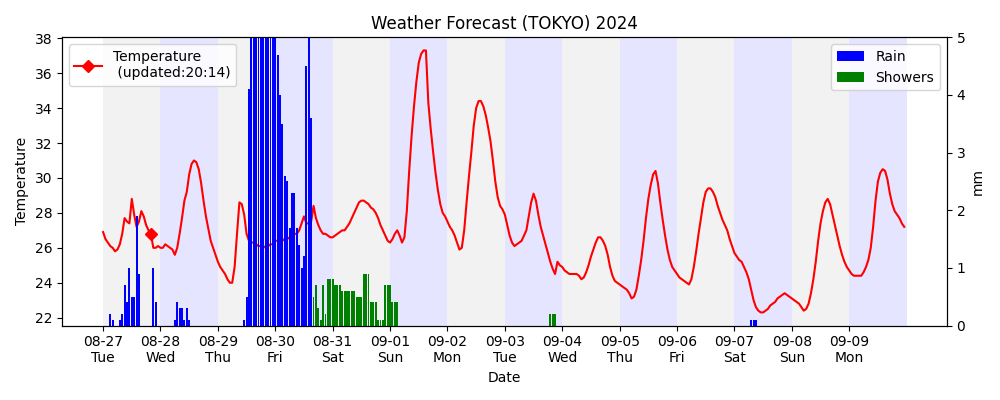 Weather Forecast (TOKYO) 2024
Temperature
(updated:20:14)
Rain
Showers
38
36
34
32
30
28
26
24
22
Temperature
5
4
3
2
1
0
mm
08-27 08-28 08-29 08-30 08-31 09-01 09-02 09-03 09-04 09-05 09-06 09-07 09-08 09-09
Tue Wed Thu Fri Sat Sun Mon Tue Wed Thu Fri Sat Sun Mon
Date